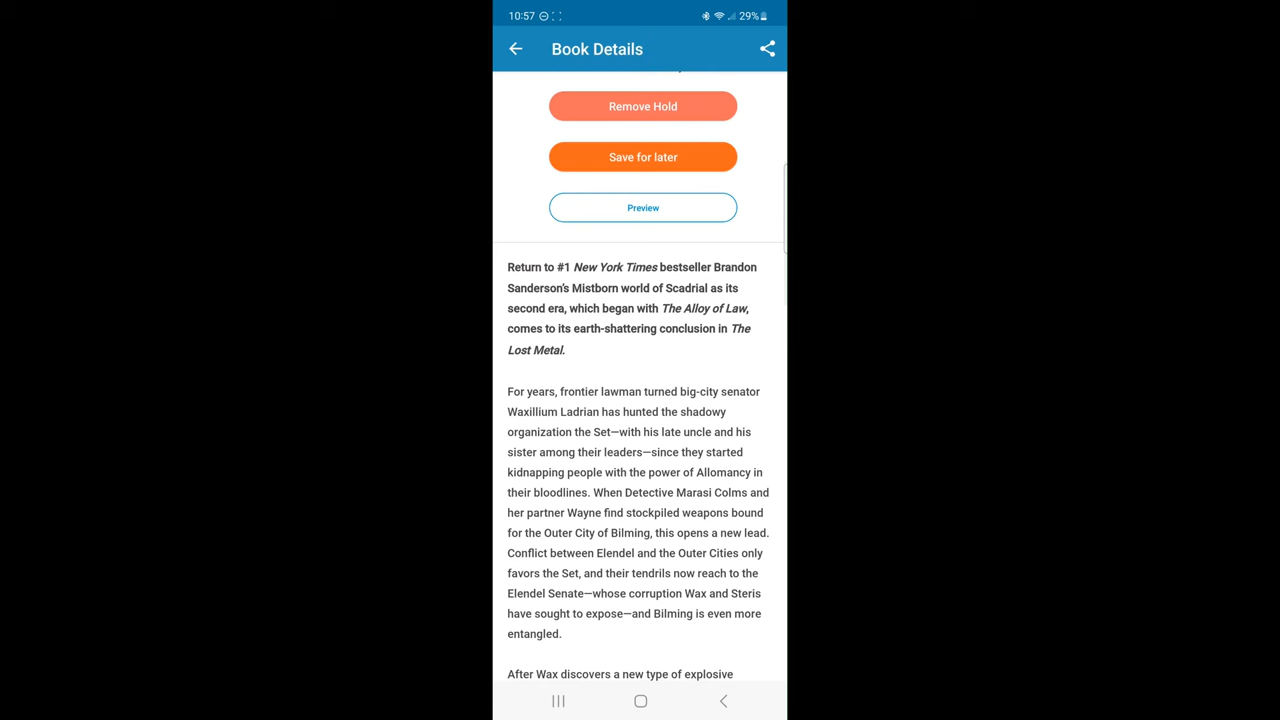 10:57
29%
Book Details
Remove Hold
Save for later
Preview
Return to #1 New York Times bestseller Brandon
Sanderson's Mistborn world of Scadrial as its
second era, which began with The Alloy of Law,
comes to its earth-shattering conclusion in The
Lost Metal.
For years, frontier lawman turned big-city senator
Waxillium Ladrian has hunted the shadowy
organization the Set—with his late uncle and his
sister among their leaders—since they started
kidnapping people with the power of Allomancy in
their bloodlines. When Detective Marasi Colms and
her partner Wayne find stockpiled weapons bound
for the Outer City of Bilming, this opens a new lead.
Conflict between Elendel and the Outer Cities only
favors the Set, and their tendrils now reach to the
Elendel Senate—whose corruption Wax and Steris
have sought to expose—and Bilming is even more
entangled.
After Wax discovers a new type of explosive